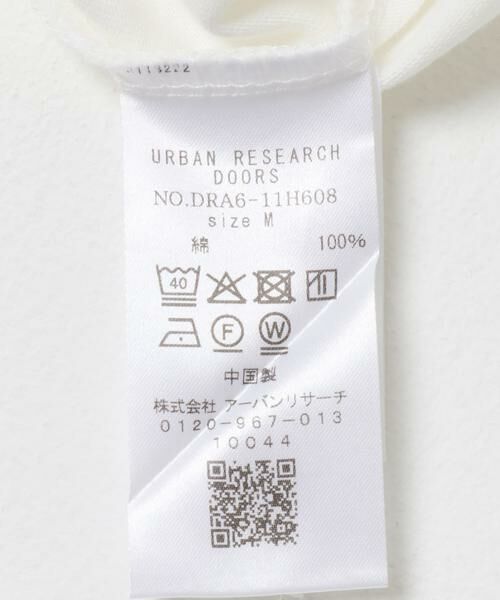 URBAN RESEARCH
DOORS
NO.DRA6-11H608
size M
綿 100%
40
F W
中国製
株式会社 アーバンリサーチ
0120-967-013
10044